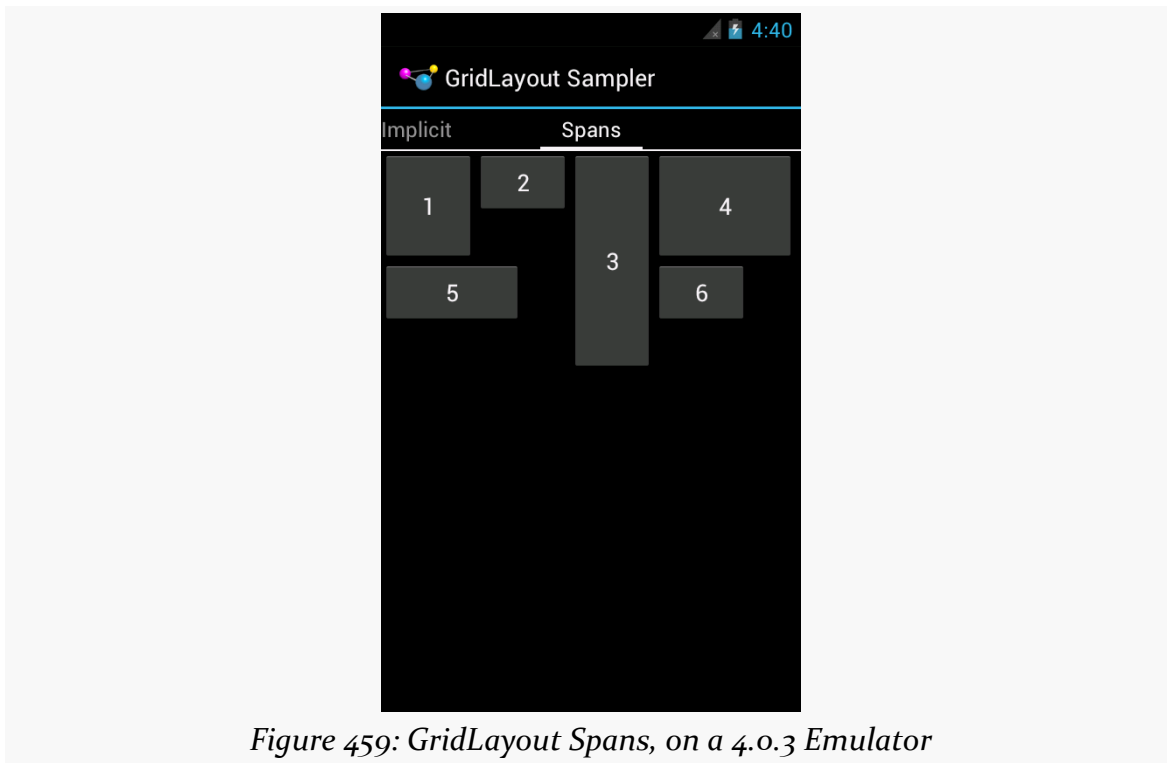 4:40
GridLayout Sampler
Implicit Spans
1 2 3 4
5 6
Figure 459: GridLayout Spans, on a 4.0.3 Emulator